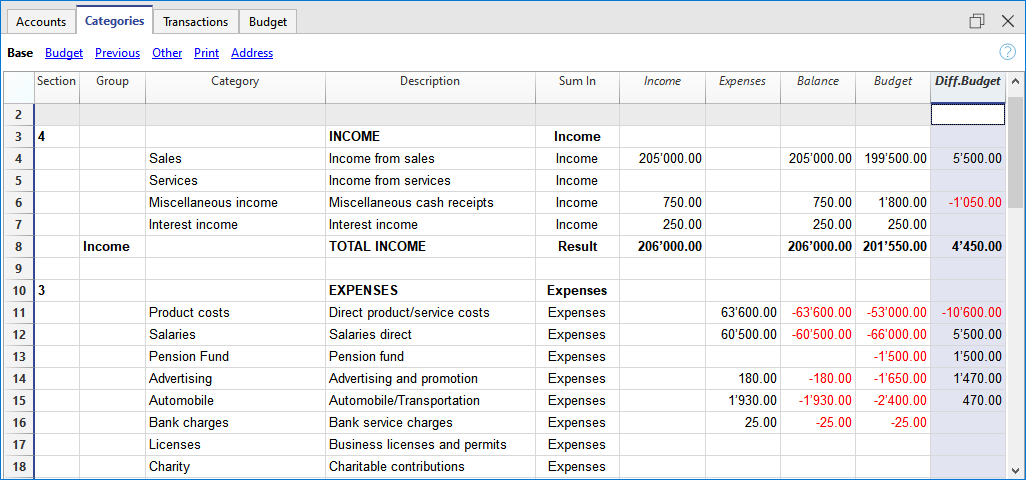 Accounts Categories Transactions Budget
Base Budget Previous Other Print Address ?
Section Group Category Description Sum In Income Expenses Balance Budget Diff.Budget
2
3 4 INCOME Income
4 Sales Income from sales Income 205’000.00 205’000.00 199’500.00 5’500.00
5 Services Income from services Income
6 Miscellaneous income Miscellaneous cash receipts Income 750.00 750.00 1’800.00 -1’050.00
7 Interest income Interest income Income 250.00 250.00 250.00
8 Income TOTAL INCOME Result 206’000.00 206’000.00 201’550.00 4’450.00
9
10 3 EXPENSES Expenses
11 Product costs Direct product/service costs Expenses 63’600.00 -63’600.00 -53’000.00 -10’600.00
12 Salaries Salaries direct Expenses 60’500.00 -60’500.00 -66’000.00 5’500.00
13 Pension Fund Pension fund Expenses -1’500.00 1’500.00
14 Advertising Advertising and promotion Expenses 180.00 -180.00 -1’650.00 1’470.00
15 Automobile Automobile/Transportation Expenses 1’930.00 -1’930.00 -2’400.00 470.00
16 Bank charges Bank service charges Expenses 25.00 -25.00 -25.00
17 Licenses Business licenses and permits Expenses
18 Charity Charitable contributions Expenses